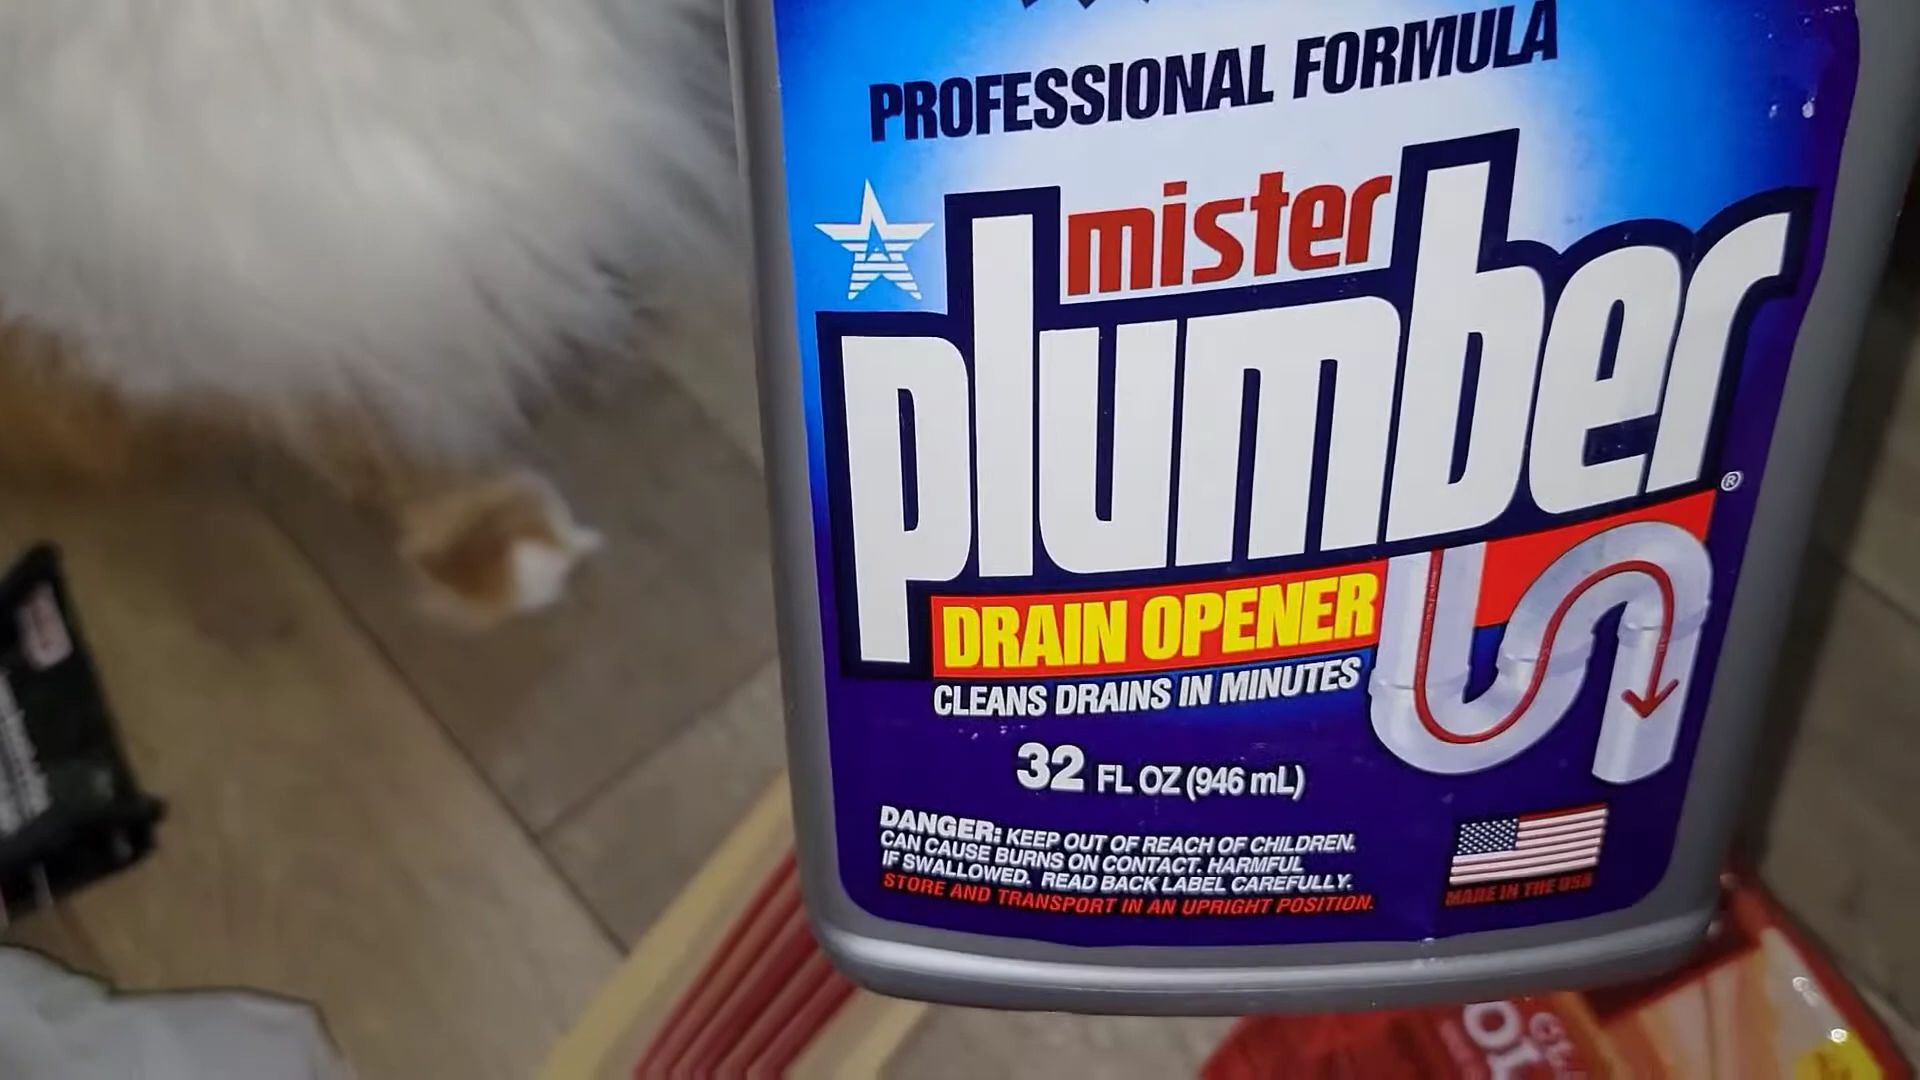 PROFESSIONAL FORMULA
mister
plumber®
DRAIN OPENER
CLEANS DRAINS IN MINUTES
32 FL OZ (946 mL)
DANGER: KEEP OUT OF REACH OF CHILDREN.
CAN CAUSE BURNS ON CONTACT. HARMFUL
IF SWALLOWED. READ BACK LABEL CAREFULLY.
STORE AND TRANSPORT IN AN UPRIGHT POSITION.
MADE IN THE USA